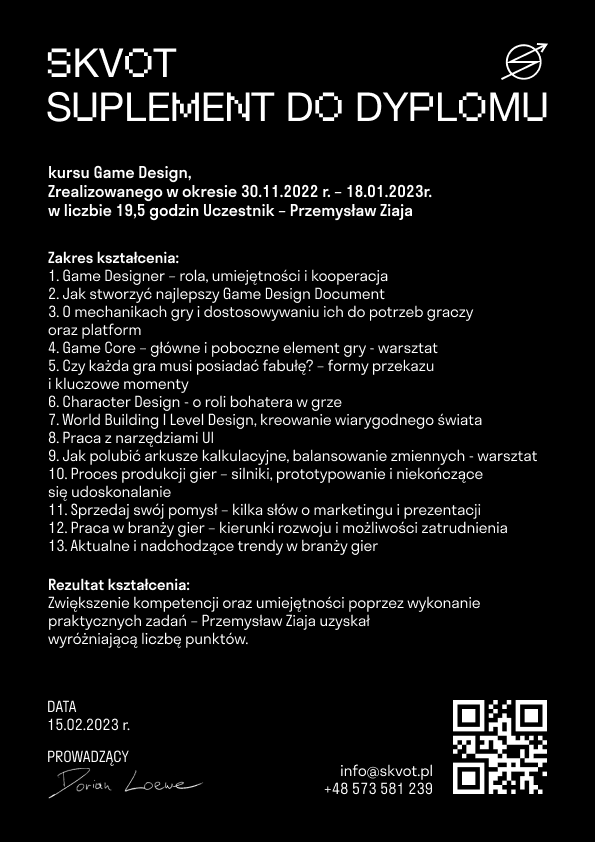 SKVOT
SUPLEMENT DO DYPLOMU
kursu Game Design,
Zrealizowanego w okresie 30.11.2022 r. – 18.01.2023r.
w liczbie 19,5 godzin Uczestnik – Przemysław Ziaja
Zakres kształcenia:
1. Game Designer – rola, umiejętności i kooperacja
2. Jak stworzyć najlepszy Game Design Document
3. O mechanikach gry i dostosowywaniu ich do potrzeb graczy
oraz platform
4. Game Core – główne i poboczne element gry - warsztat
5. Czy każda gra musi posiadać fabułę? – formy przekazu
i kluczowe momenty
6. Character Design - o roli bohatera w grze
7. World Building I Level Design, kreowanie wiarygodnego świata
8. Praca z narzędziami UI
9. Jak polubić arkusze kalkulacyjne, balansowanie zmiennych - warsztat
10. Proces produkcji gier – silniki, prototypowanie i niekończące
się udoskonalanie
11. Sprzedaj swój pomysł – kilka słów o marketingu i prezentacji
12. Praca w branży gier – kierunki rozwoju i możliwości zatrudnienia
13. Aktualne i nadchodzące trendy w branży gier
Rezultat kształcenia:
Zwiększenie kompetencji oraz umiejętności poprzez wykonanie
praktycznych zadań – Przemysław Ziaja uzyskał
wyróżniającą liczbę punktów.
DATA
15.02.2023 r.
PROWADZĄCY
Dorian Loewe
info@skvot.pl
+48 573 581 239